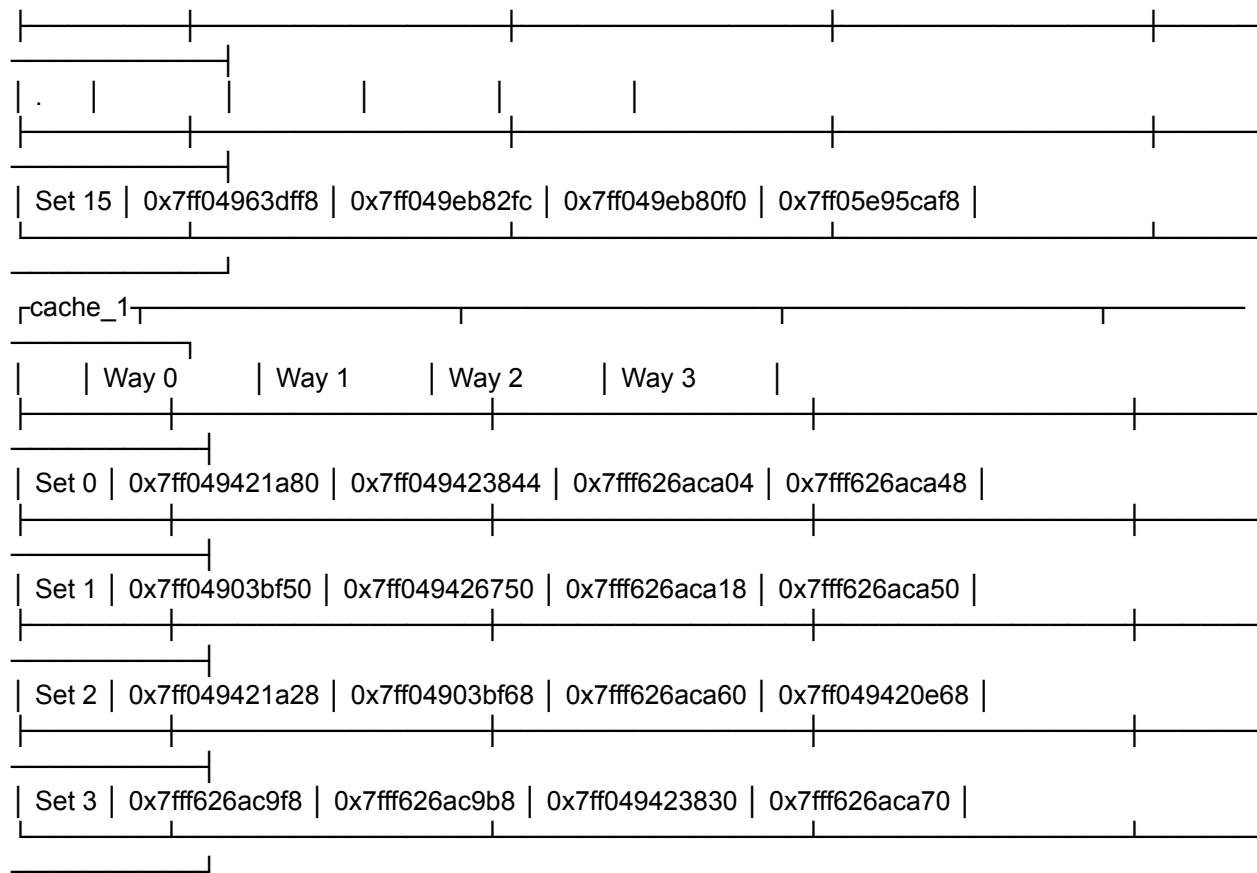 │ . │ │ │ │ │
│ Set 15 │ 0x7ff04963dff8 │ 0x7ff049eb82fc │ 0x7ff049eb80f0 │ 0x7ff05e95caf8 │
┌cache_1┬
│ │ Way 0 │ Way 1 │ Way 2 │ Way 3 │
│ Set 0 │ 0x7ff049421a80 │ 0x7ff049423844 │ 0x7fff626aca04 │ 0x7fff626aca48 │
│ Set 1 │ 0x7ff04903bf50 │ 0x7ff049426750 │ 0x7fff626aca18 │ 0x7fff626aca50 │
│ Set 2 │ 0x7ff049421a28 │ 0x7ff04903bf68 │ 0x7fff626aca60 │ 0x7ff049420e68 │
│ Set 3 │ 0x7fff626ac9f8 │ 0x7fff626ac9b8 │ 0x7ff049423830 │ 0x7fff626aca70 │